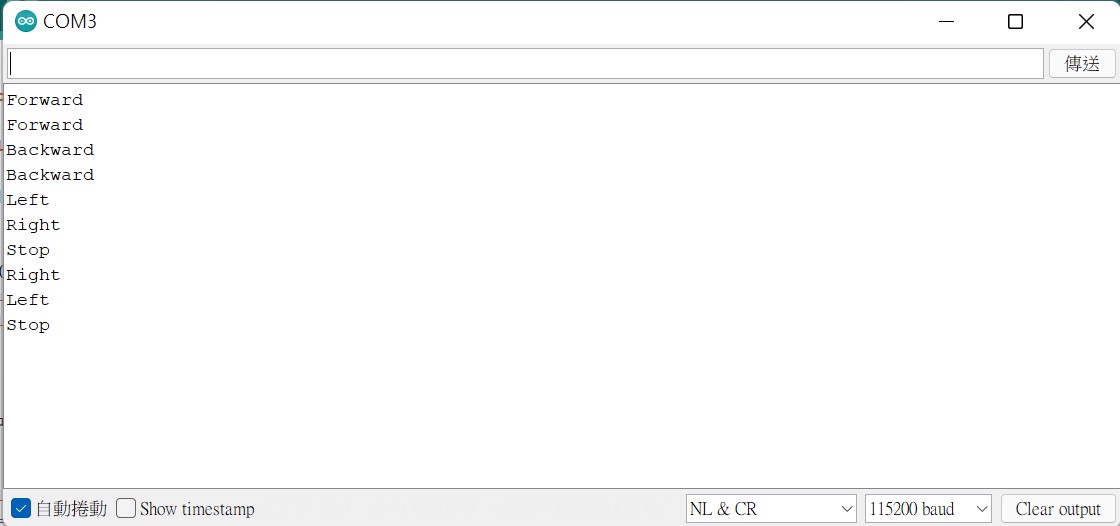 COM3
傳送
Forward
Forward
Backward
Backward
Left
Right
Stop
Right
Left
Stop
自動捲動 Show timestamp NL & CR 115200 baud Clear output